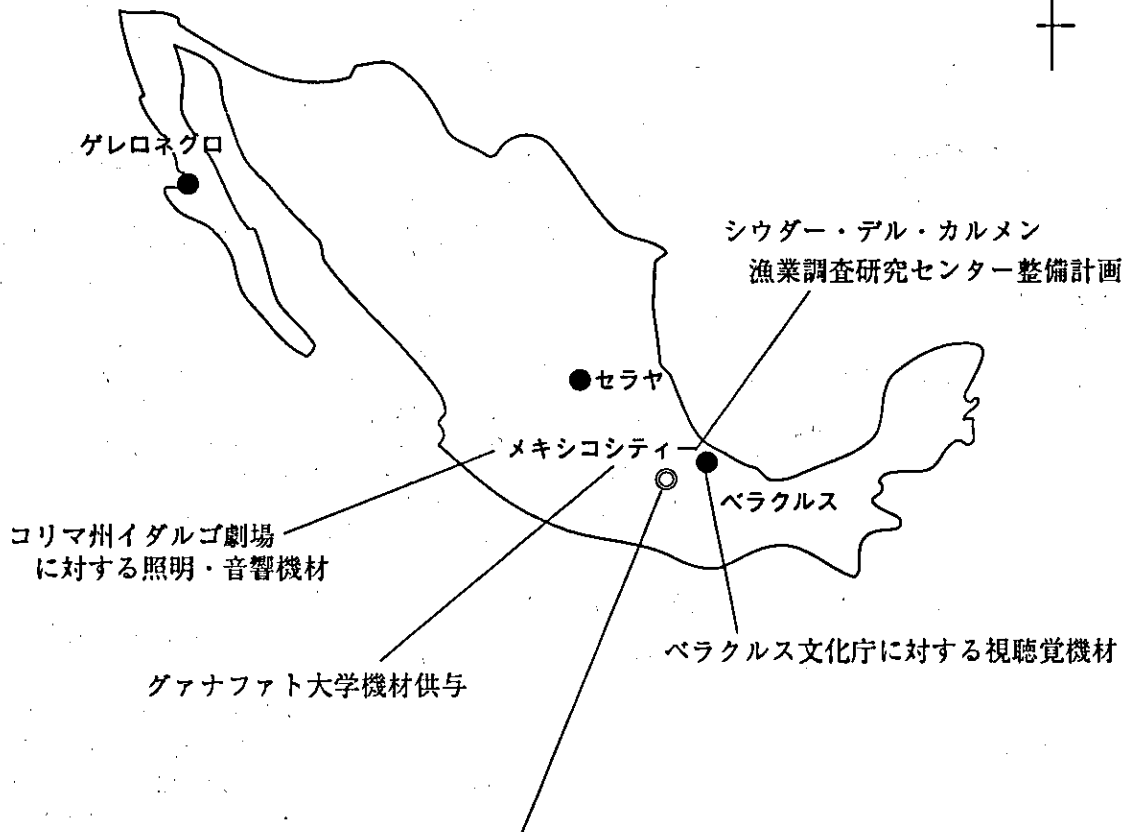 ゲレロネグロ
シウダー・デル・カルメン
漁業調査研究センター整備計画
セラヤ
メキシコシティー
ベラクルス
コリマ州イダルゴ劇場
に対する照明・音響機材
ベラクルス文化庁に対する視聴覚機材
グァナファト大学機材供与